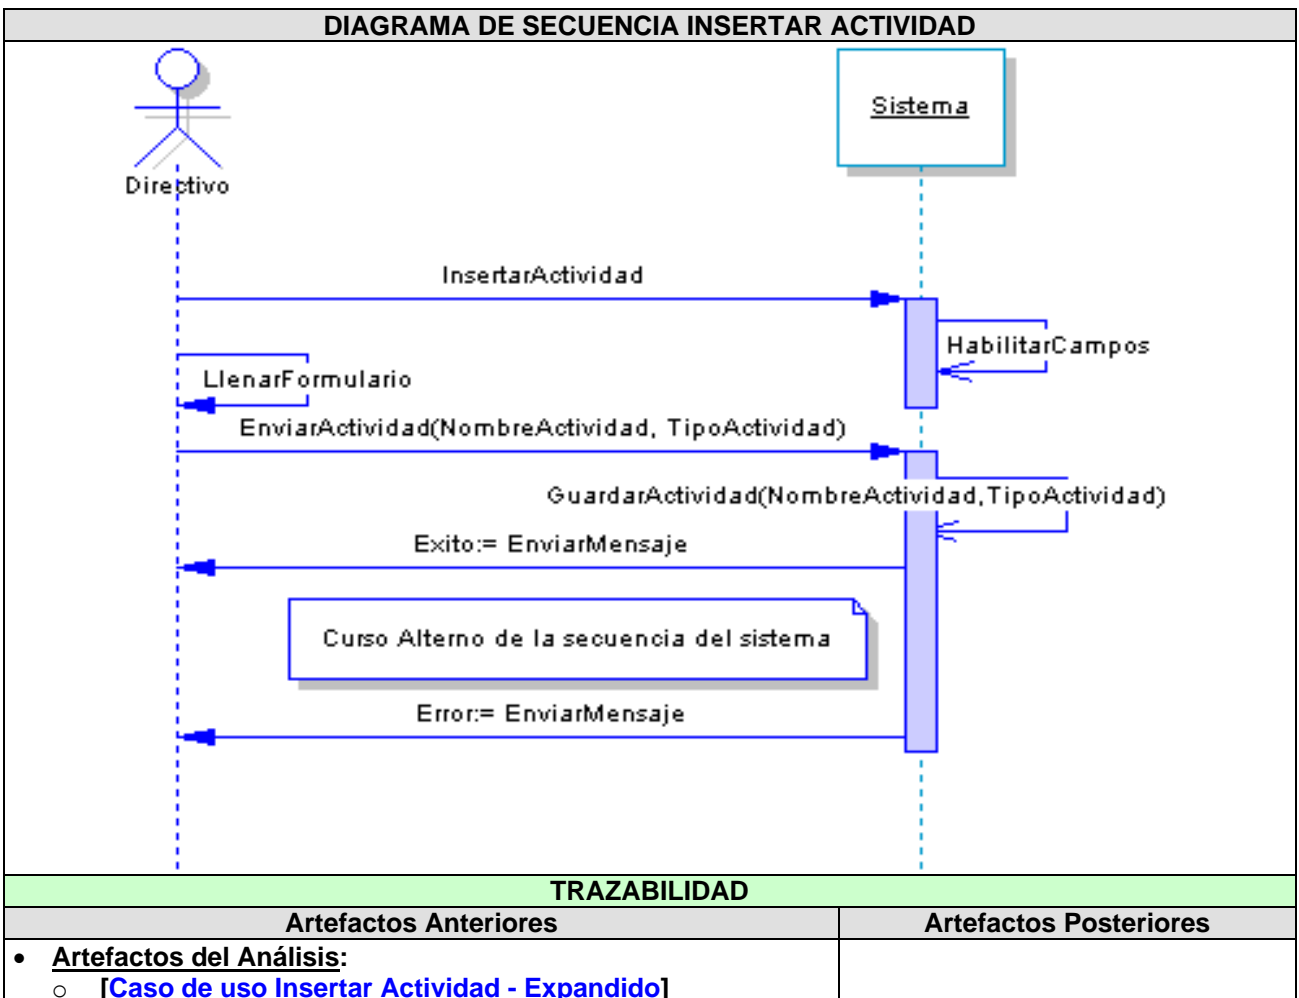 DIAGRAMA DE SECUENCIA INSERTAR ACTIVIDAD
Sistema
Directivo
InsertarActividad
HabilitarCampos
LlenarFormulario
EnviarActividad(NombreActividad, TipoActividad)
GuardarActividad(NombreActividad,TipoActividad)
Exito:= EnviarMensaje
Curso Alterno de la secuencia del sistema
Error:= EnviarMensaje
TRAZABILIDAD
Artefactos Anteriores
Artefactos Posteriores
• Artefactos del Análisis:
o [Caso de uso Insertar Actividad - Expandido]